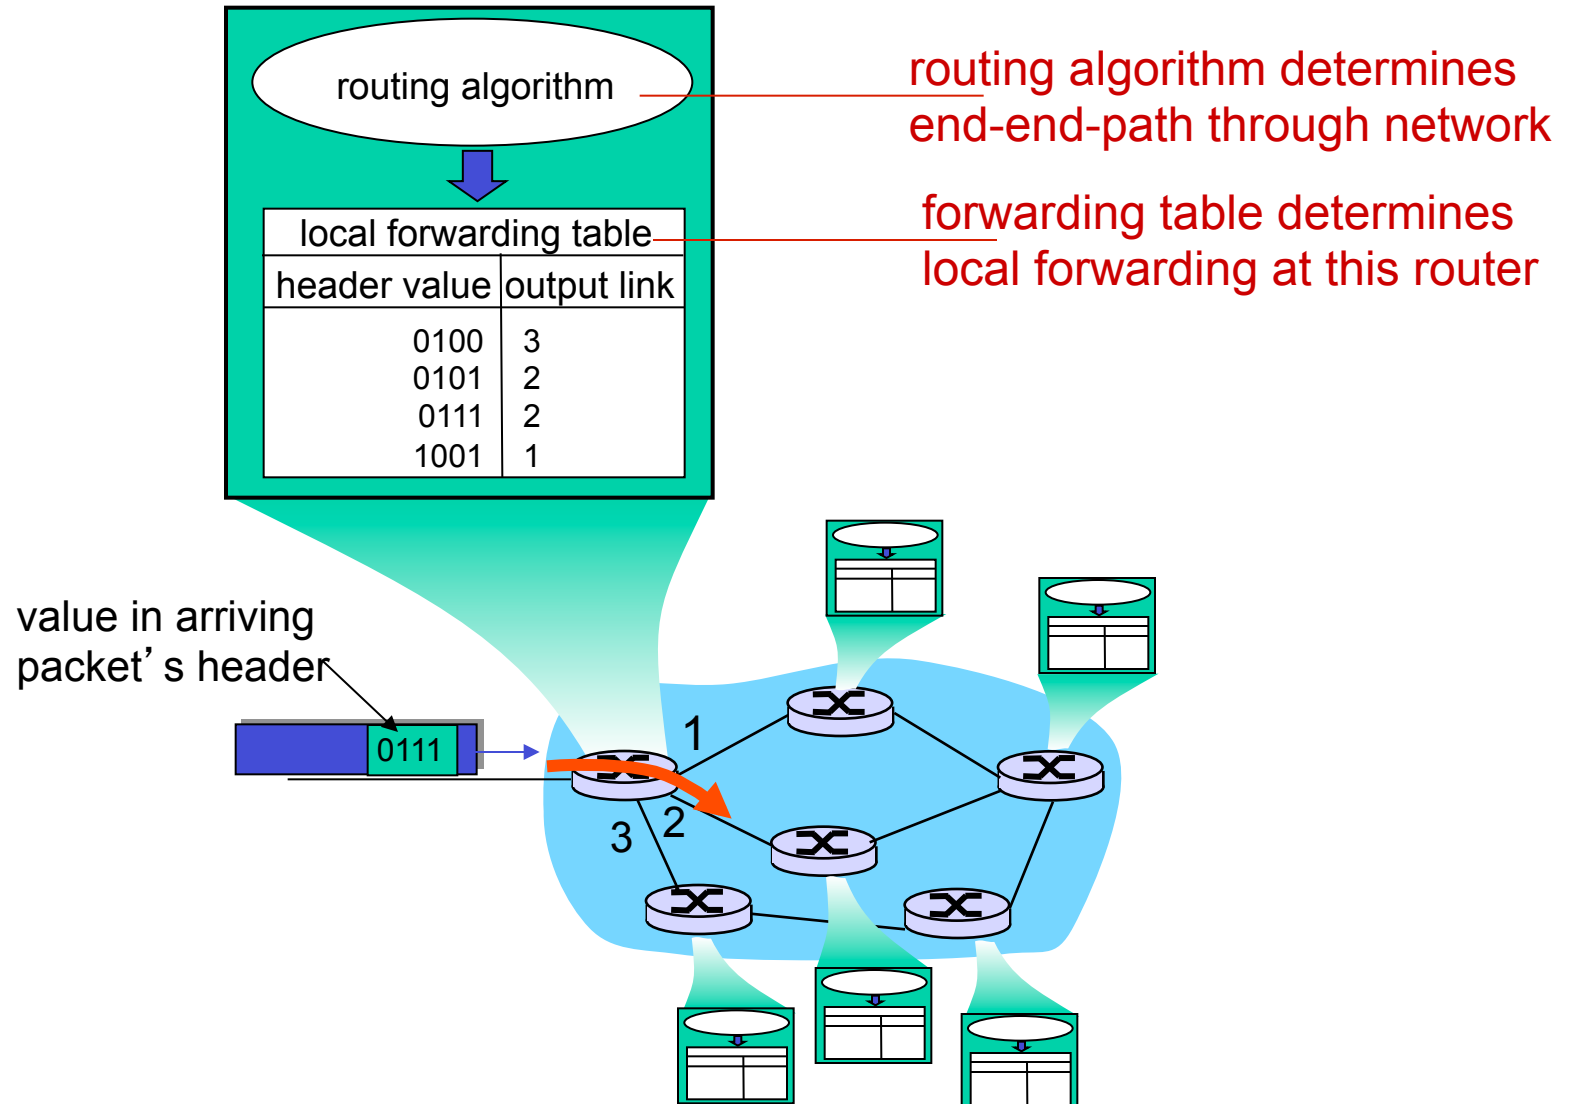 routing algorithm
routing algorithm determines
end-end-path through network
local forwarding table
forwarding table determines
local forwarding at this router
header value output link
0100 3
0101 2
0111 2
1001 1
value in arriving
packet’s header
0111
1
2
3